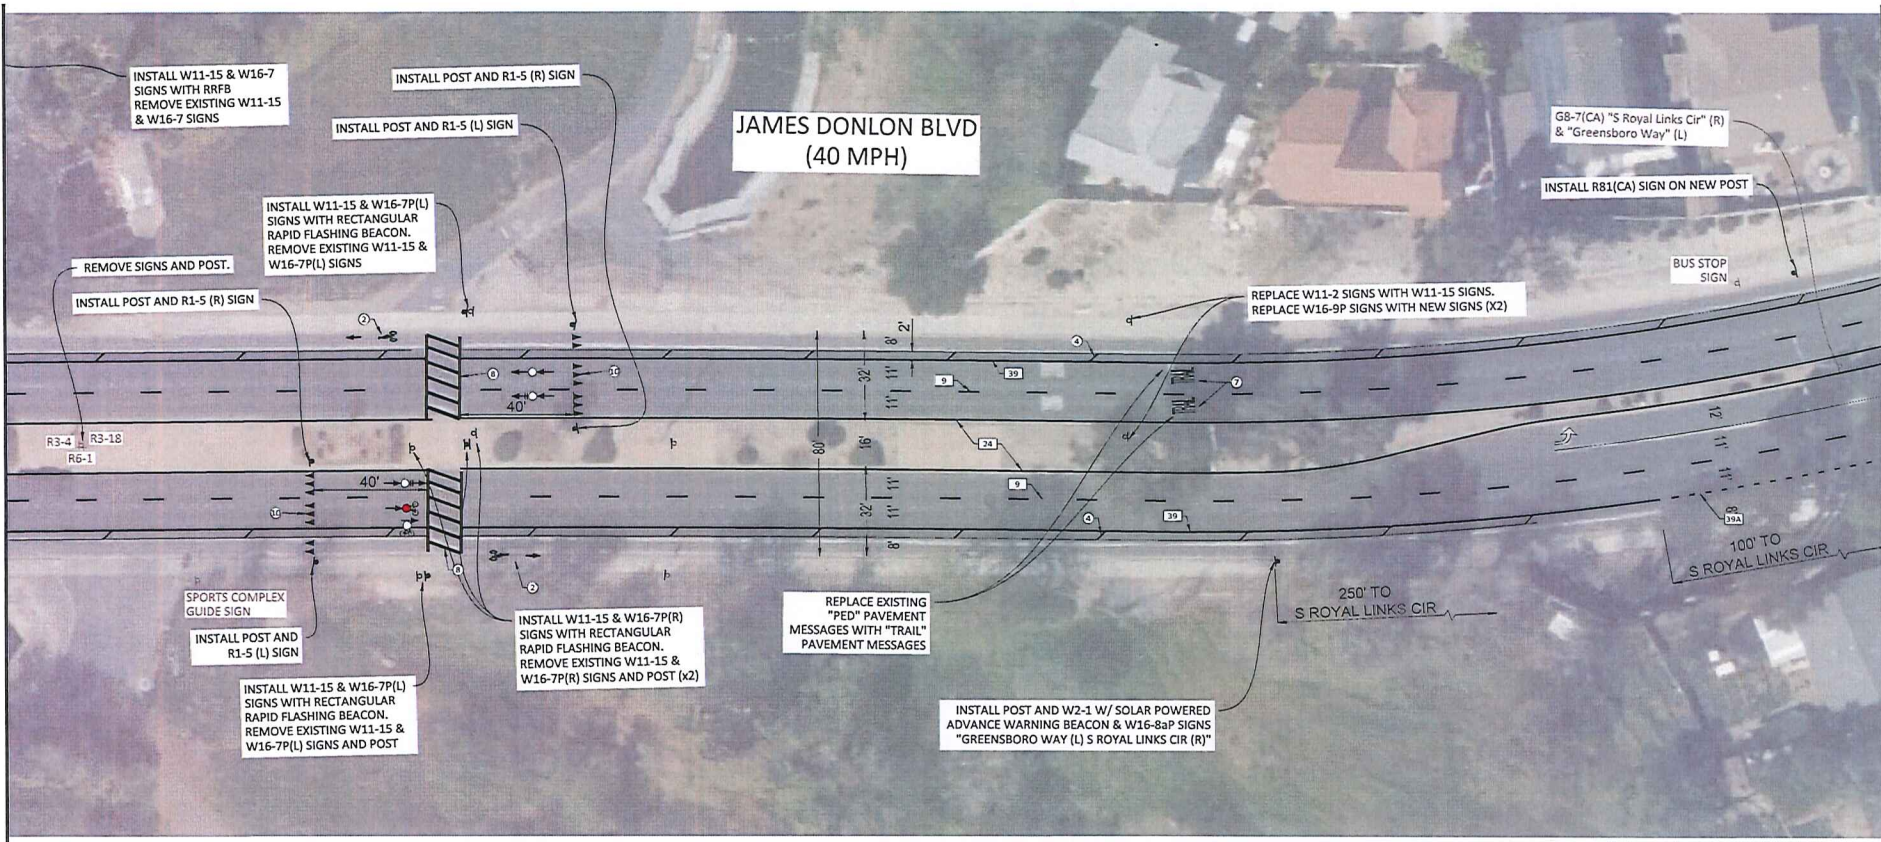 INSTALL W11-15 & W16-7
SIGNS WITH RRFB
REMOVE EXISTING W11-15
& W16-7 SIGNS
INSTALL POST AND R1-5 (R) SIGN
INSTALL POST AND R1-5 (L) SIGN
JAMES DONLON BLVD
(40 MPH)
G8-7(CA) "S Royal Links Cir" (R)
& "Greensboro Way" (L)
INSTALL R81(CA) SIGN ON NEW POST
INSTALL W11-15 & W16-7P(L)
SIGNS WITH RECTANGULAR
RAPID FLASHING BEACON.
REMOVE EXISTING W11-15 &
W16-7P(L) SIGNS
REMOVE SIGNS AND POST.
INSTALL POST AND R1-5 (R) SIGN
BUS STOP
SIGN
REPLACE W11-2 SIGNS WITH W11-15 SIGNS.
REPLACE W16-9P SIGNS WITH NEW SIGNS (X2)
2
8
10
40'
80'
8'
32'
11'
11'
2'
9
39
4
TRAIL
TRAIL
7
R3-4
R3-18
R6-1
16'
24
12'
11'
11'
8'
39A
10
40'
8
2
32'
11'
11'
8'
9
4
39
100' TO
S ROYAL LINKS CIR
250' TO
S ROYAL LINKS CIR
SPORTS COMPLEX
GUIDE SIGN
INSTALL POST AND
R1-5 (L) SIGN
INSTALL W11-15 & W16-7P(L)
SIGNS WITH RECTANGULAR
RAPID FLASHING BEACON.
REMOVE EXISTING W11-15 &
W16-7P(L) SIGNS AND POST
INSTALL W11-15 & W16-7P(R)
SIGNS WITH RECTANGULAR
RAPID FLASHING BEACON.
REMOVE EXISTING W11-15 &
W16-7P(R) SIGNS AND POST (x2)
REPLACE EXISTING
"PED" PAVEMENT
MESSAGES WITH "TRAIL"
PAVEMENT MESSAGES
INSTALL POST AND W2-1 W/ SOLAR POWERED
ADVANCE WARNING BEACON & W16-8aP SIGNS
"GREENSBORO WAY (L) S ROYAL LINKS CIR (R)"